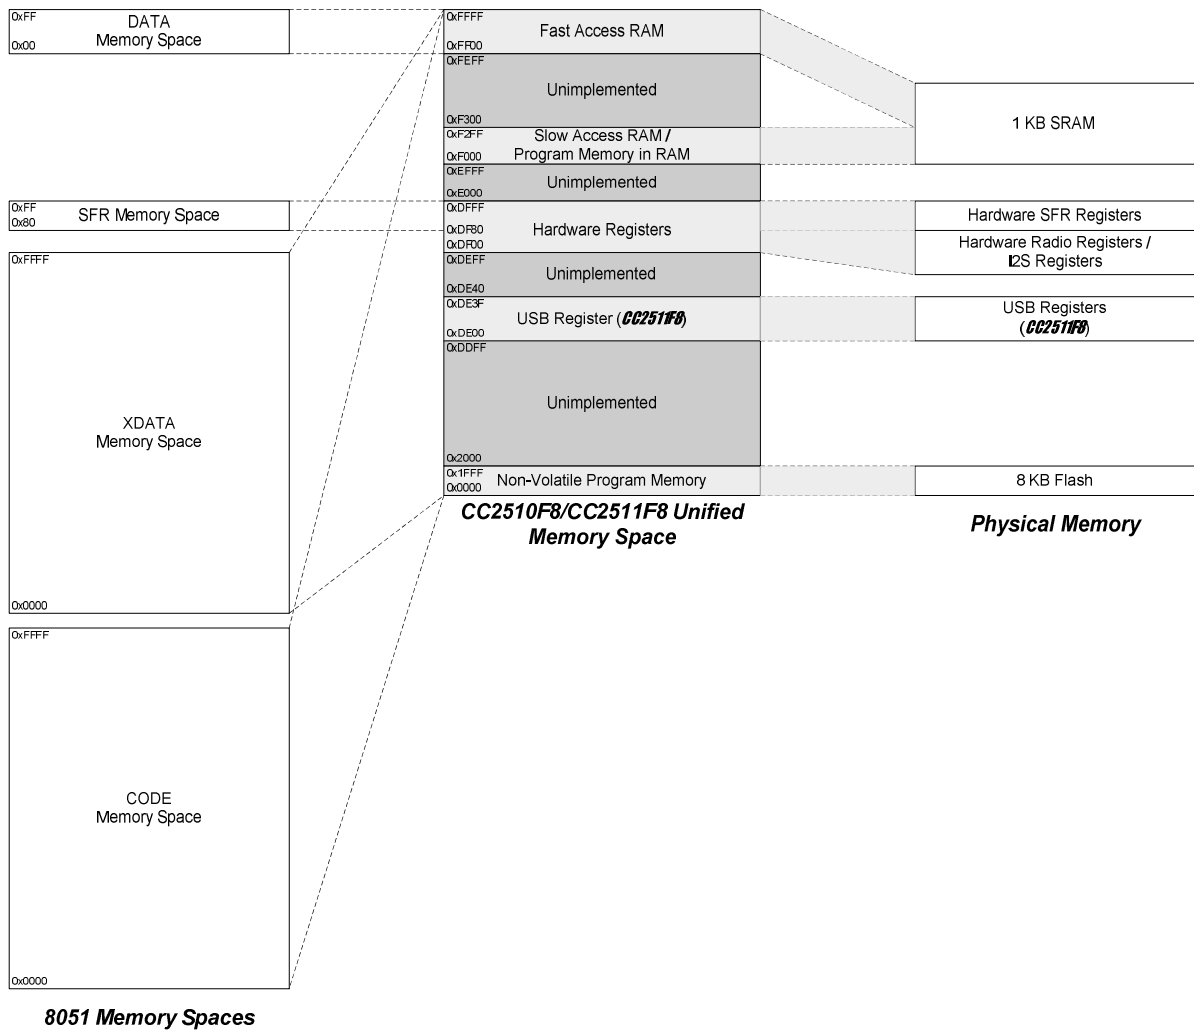 0xFF
DATA
Memory Space
0x00
0xFF
SFR Memory Space
0x80
0xFFFF
XDATA
Memory Space
0x0000
0xFFFF
CODE
Memory Space
0x0000
8051 Memory Spaces
0xFFFF
Fast Access RAM
0xFF00
0xFEFF
Unimplemented
0xF300
0xF2FF
Slow Access RAM /
Program Memory in RAM
0xF000
0xEFFF
Unimplemented
0xE000
0xDFFF
0xDF80
Hardware Registers
0xDF00
0xDEFF
Unimplemented
0xDE40
0xDE3F
USB Register (CC2511F8)
0xDE00
0xDDFF
Unimplemented
0x2000
0x1FFF
Non-Volatile Program Memory
0x0000
CC2510F8/CC2511F8 Unified
Memory Space
1 KB SRAM
Hardware SFR Registers
Hardware Radio Registers /
I2S Registers
USB Registers
(CC2511F8)
8 KB Flash
Physical Memory